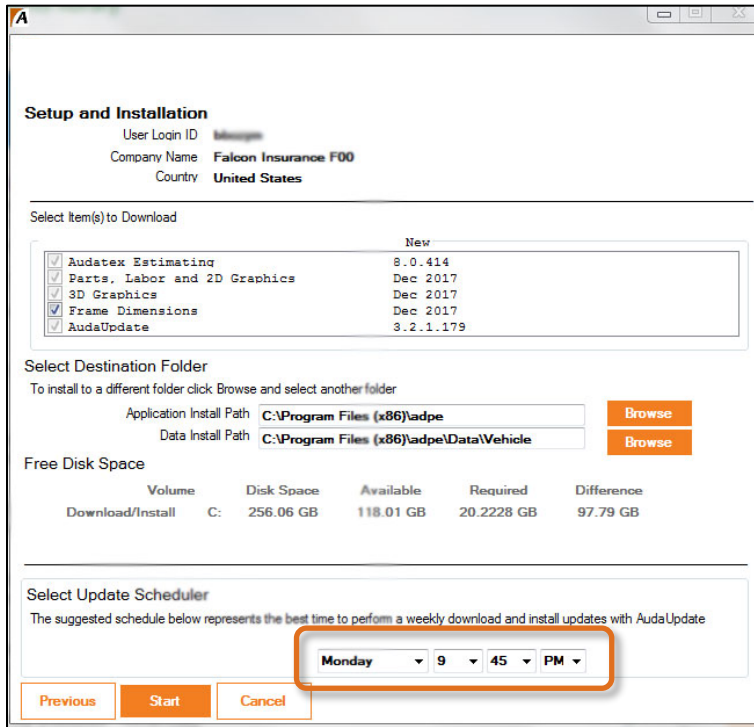 A
Setup and Installation
User Login ID
Company Name Falcon Insurance F00
Country United States
Select Item(s) to Download
New
Audatex Estimating 8.0.414
Parts, Labor and 2D Graphics Dec 2017
3D Graphics Dec 2017
Frame Dimensions Dec 2017
AudaUpdate 3.2.1.179
Select Destination Folder
To install to a different folder click Browse and select another folder
Application Install Path C:\Program Files (x86)\adpe Browse
Data Install Path C:\Program Files (x86)\adpe\Data\Vehicle Browse
Free Disk Space
Volume Disk Space Available Required Difference
Download/Install C: 256.06 GB 118.01 GB 20.2228 GB 97.79 GB
Select Update Scheduler
The suggested schedule below represents the best time to perform a weekly download and install updates with AudaUpdate
Monday 9 45 PM
Previous Start Cancel